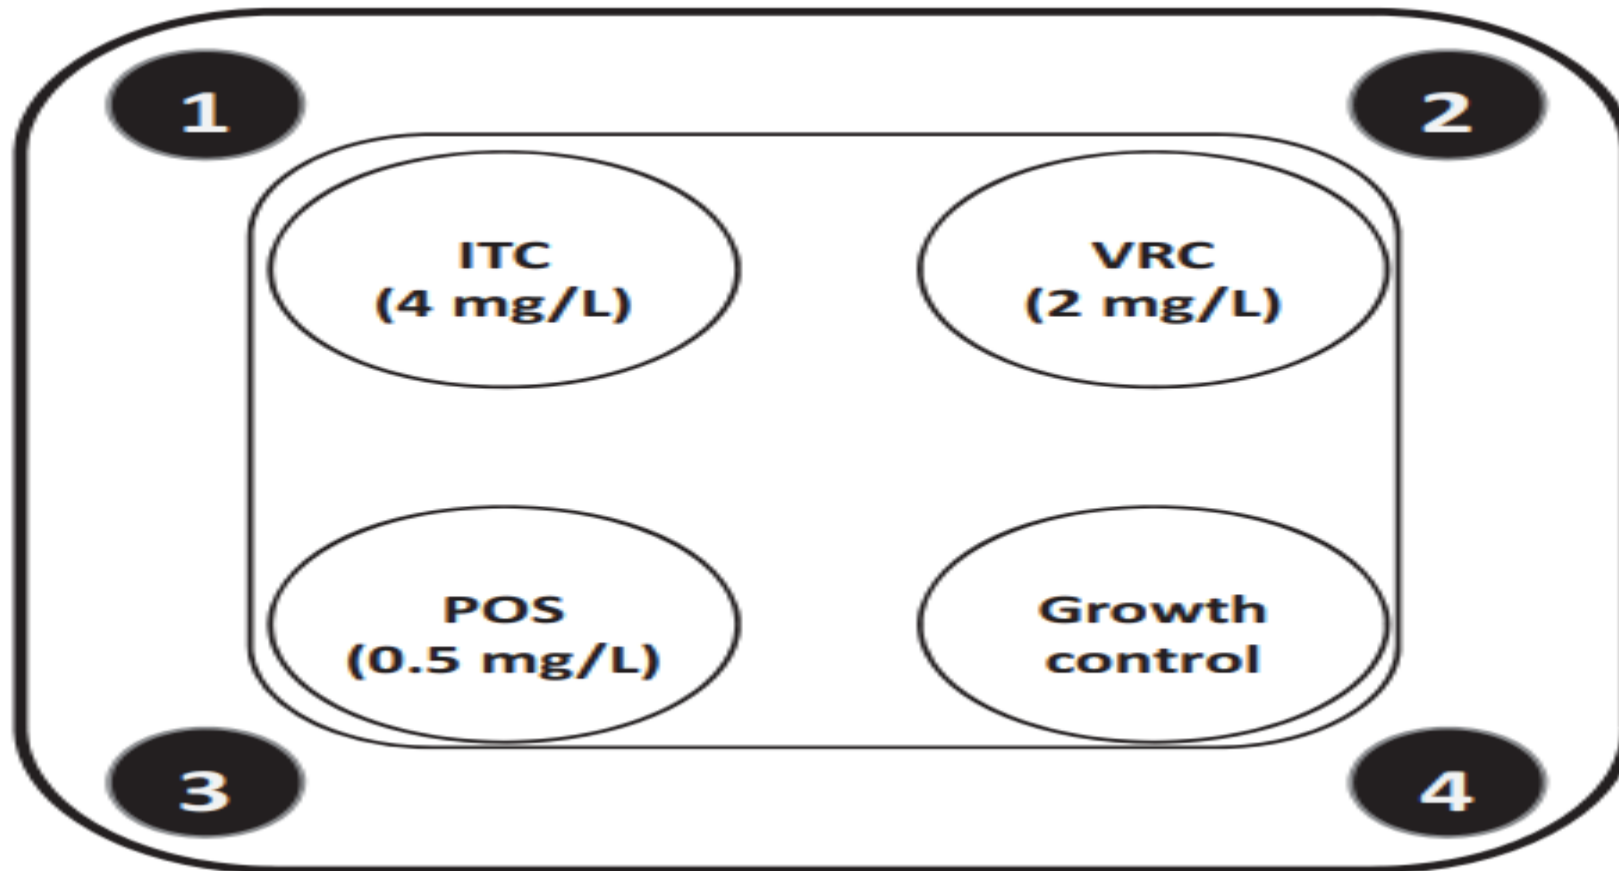 1
2
ITC
(4 mg/L)
VRC
(2 mg/L)
POS
(0.5 mg/L)
Growth
control
3
4